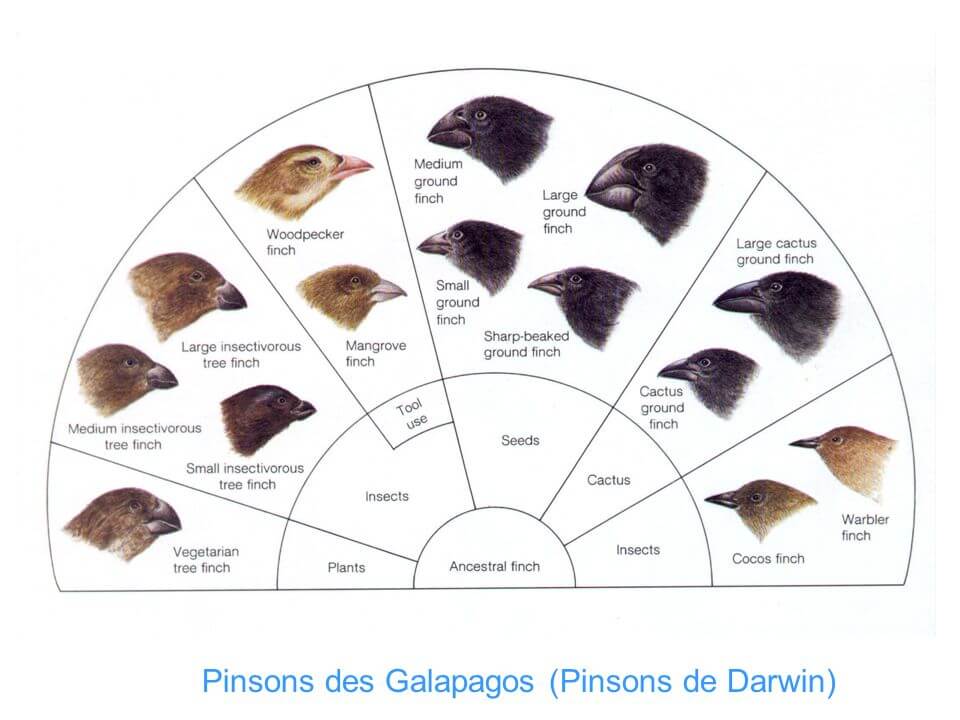 Medium
ground
finch
Large
ground
finch
Woodpecker
finch
Large cactus
ground finch
Small
ground
finch
Sharp-beaked
ground finch
Large insectivorous
tree finch
Mangrove
finch
Cactus
ground
finch
Medium insectivorous
tree finch
Small insectivorous
tree finch
Tool
use
Seeds
Insects
Cactus
Vegetarian
tree finch
Plants
Ancestral finch
Insects
Cocos finch
Warbler
finch
Pinsons des Galapagos (Pinsons de Darwin)